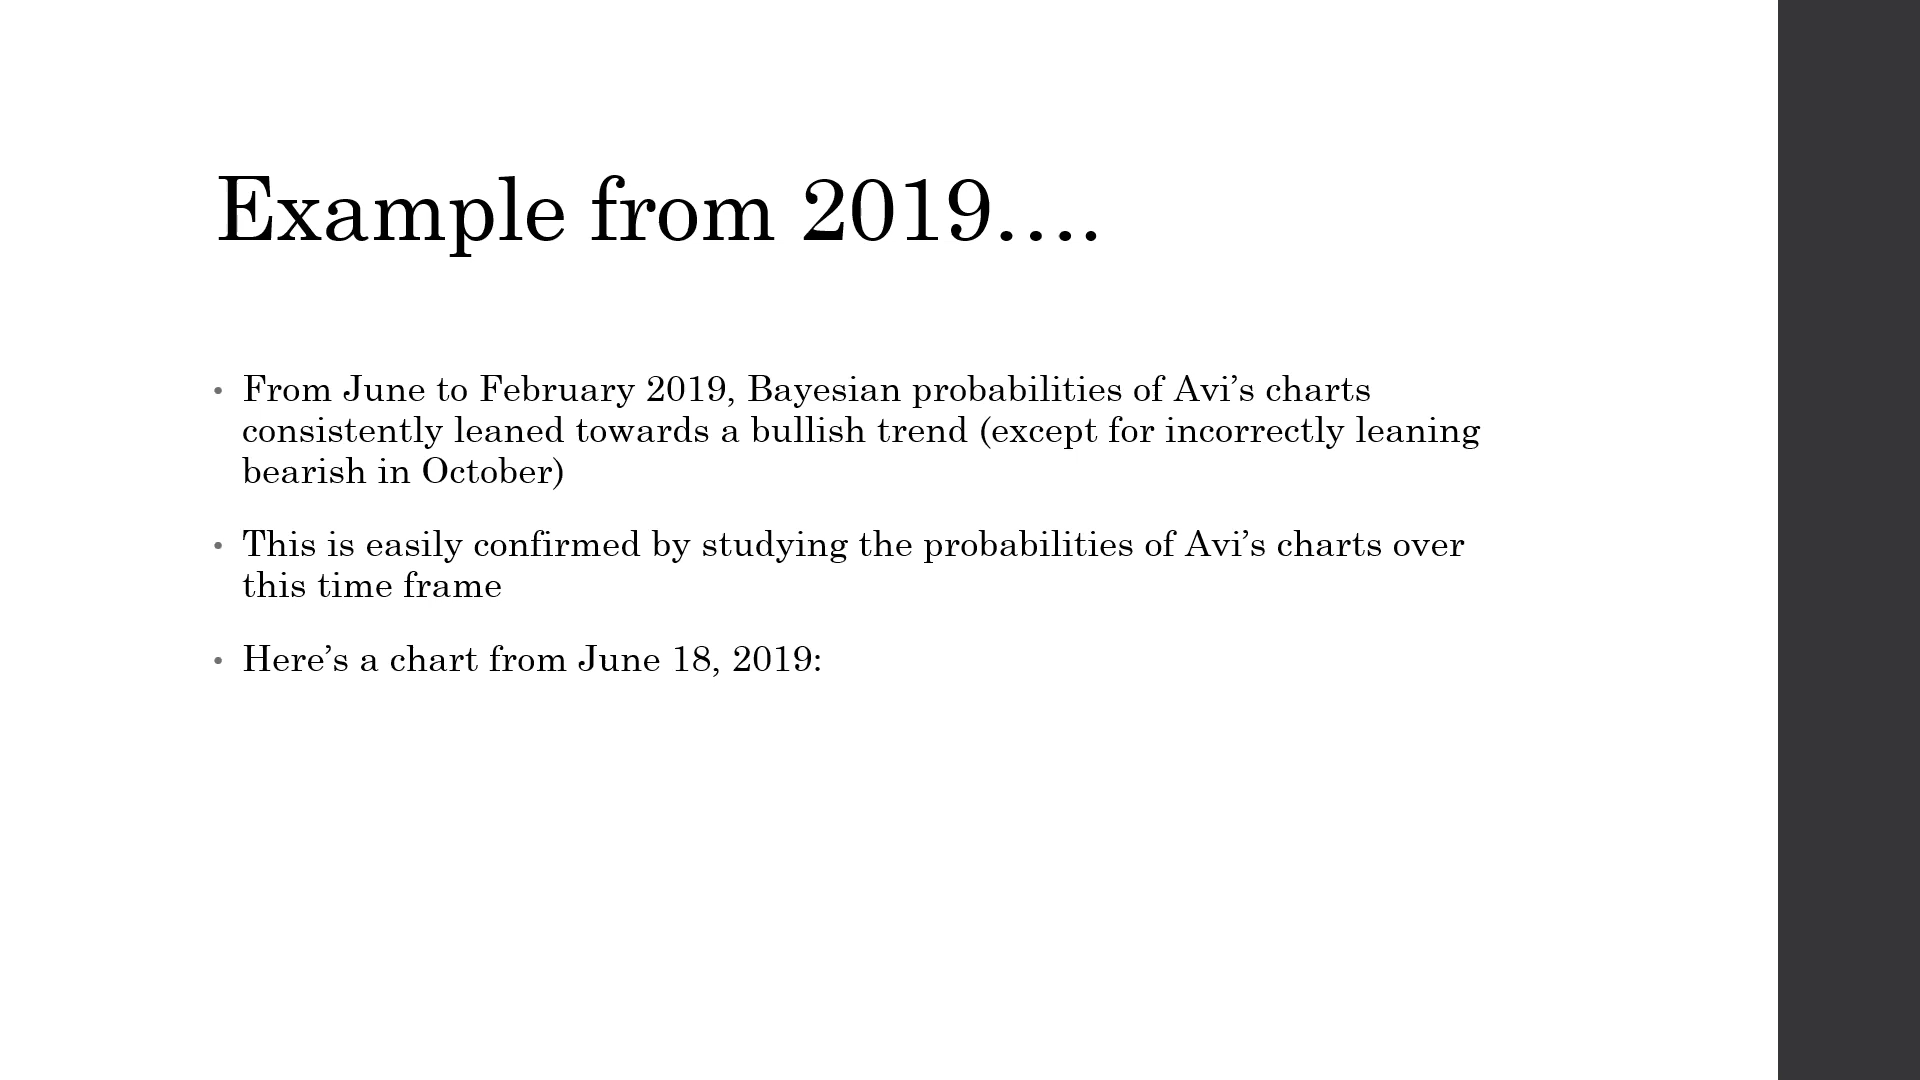 Example from 2019….
• From June to February 2019, Bayesian probabilities of Avi’s charts
consistently leaned towards a bullish trend (except for incorrectly leaning
bearish in October)
• This is easily confirmed by studying the probabilities of Avi’s charts over
this time frame
• Here’s a chart from June 18, 2019: